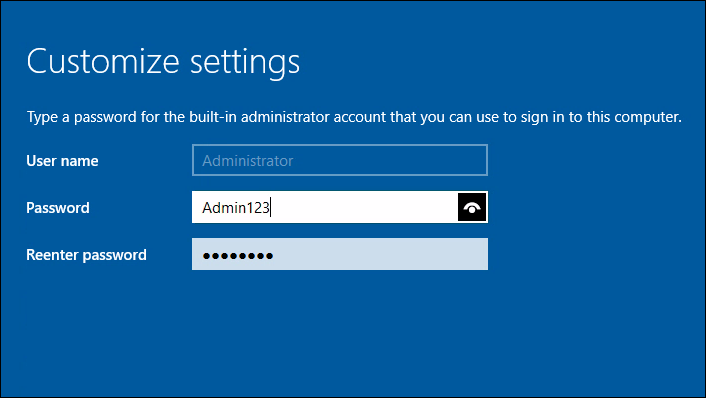 Customize settings
Type a password for the built-in administrator account that you can use to sign in to this computer.
User name
Administrator
Password
Admin123
Reenter password
●●●●●●●●